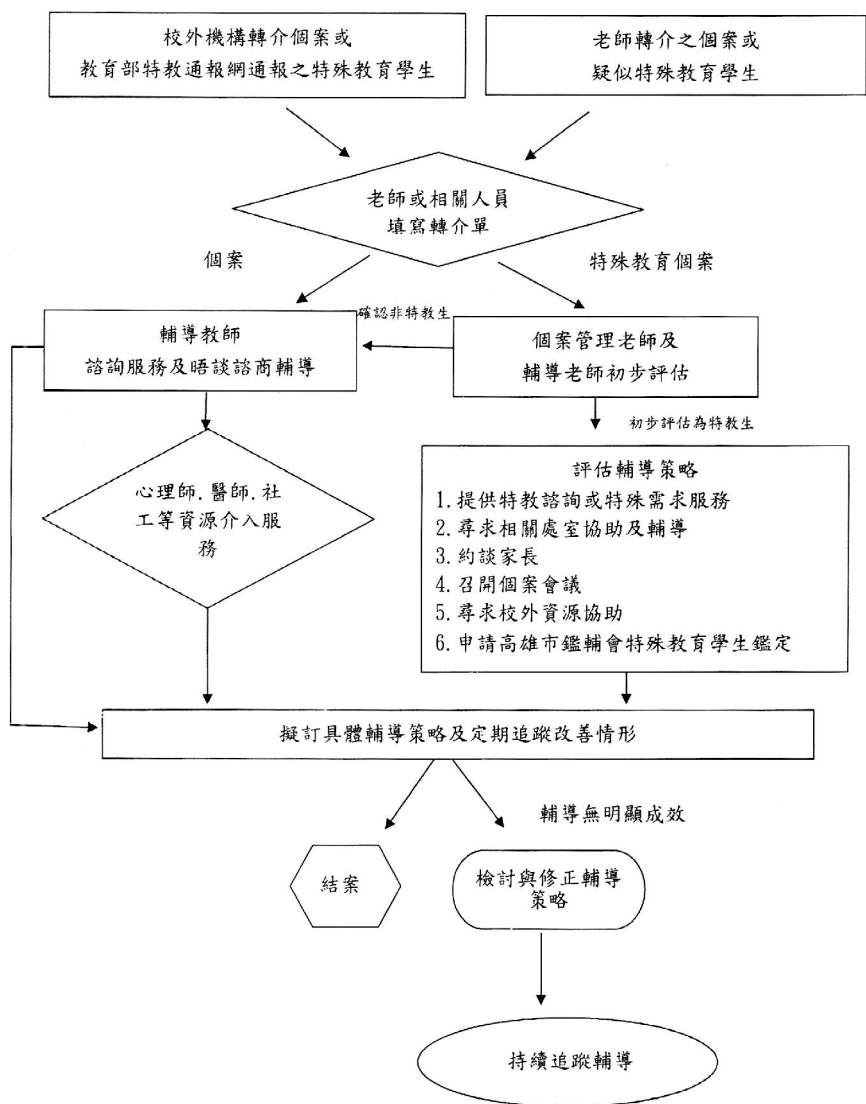 校外機構轉介個案或
教育部特教通報網通報之特殊教育學生
老師轉介之個案或
疑似特殊教育學生
老師或相關人員
填寫轉介單
個案
特殊教育個案
確認非特教生
輔導教師
諮詢服務及晤談諮商輔導
個案管理老師及
輔導老師初步評估
初步評估為特教生
心理師.醫師.社
工等資源介入服
務
評估輔導策略
1.提供特教諮詢或特殊需求服務
2.尋求相關處室協助及輔導
3.約談家長
4.召開個案會議
5.尋求校外資源協助
6.申請高雄市鑑輔會特殊教育學生鑑定
擬訂具體輔導策略及定期追蹤改善情形
輔導無明顯成效
結案
檢討與修正輔導
策略
持續追蹤輔導